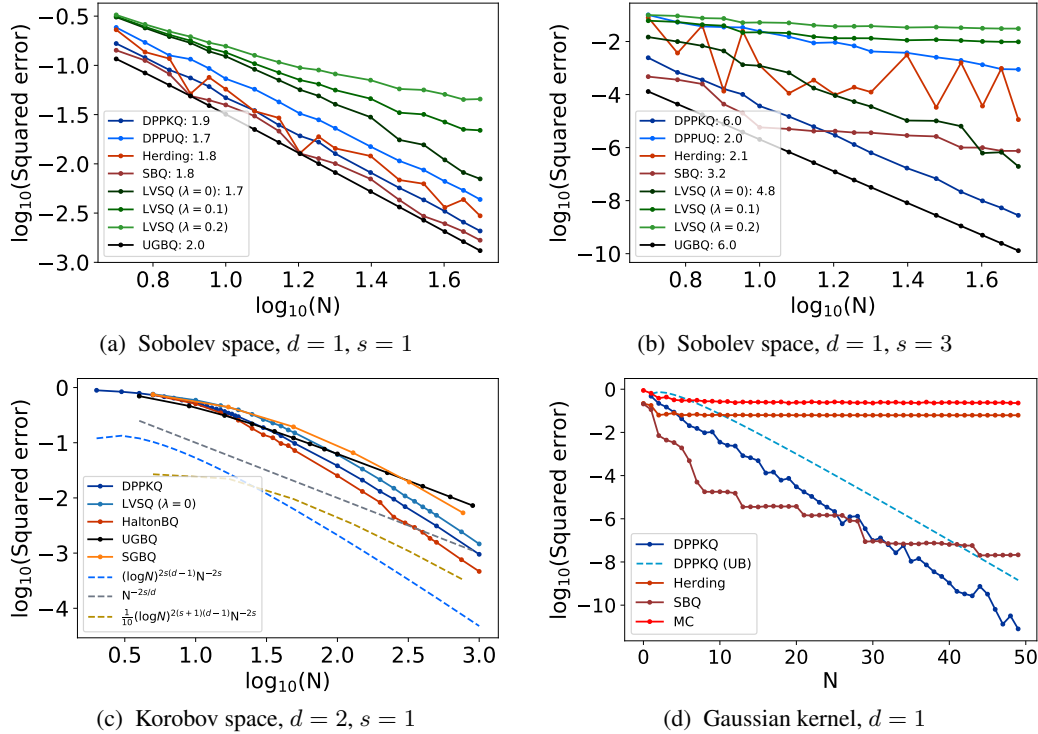 −0.5
−1.0
−1.5
−2.0
−2.5
−3.0
log₁₀(Squared error)
DPPKQ: 1.9
DPPUQ: 1.7
Herding: 1.8
SBQ: 1.8
LVSQ (λ = 0): 1.7
LVSQ (λ = 0.1)
LVSQ (λ = 0.2)
UGBQ: 2.0
0.8 1.0 1.2 1.4 1.6
log₁₀(N)
(a) Sobolev space, d = 1, s = 1
−2
−4
−6
−8
−10
log₁₀(Squared error)
DPPKQ: 6.0
DPPUQ: 2.0
Herding: 2.1
SBQ: 3.2
LVSQ (λ = 0): 4.8
LVSQ (λ = 0.1)
LVSQ (λ = 0.2)
UGBQ: 6.0
0.8 1.0 1.2 1.4 1.6
log₁₀(N)
(b) Sobolev space, d = 1, s = 3
0
−1
−2
−3
−4
log₁₀(Squared error)
DPPKQ
LVSQ (λ = 0)
HaltonBQ
UGBQ
SGBQ
(logN)²ˢ⁽ᵈ⁻¹⁾N⁻²ˢ
N⁻²ˢ/ᵈ
1/10(logN)²⁽ˢ⁺¹⁾⁽ᵈ⁻¹⁾N⁻²ˢ
0.5 1.0 1.5 2.0 2.5 3.0
log₁₀(N)
(c) Korobov space, d = 2, s = 1
0
−2
−4
−6
−8
−10
log₁₀(Squared error)
DPPKQ
DPPKQ (UB)
Herding
SBQ
MC
0 10 20 30 40 50
N
(d) Gaussian kernel, d = 1